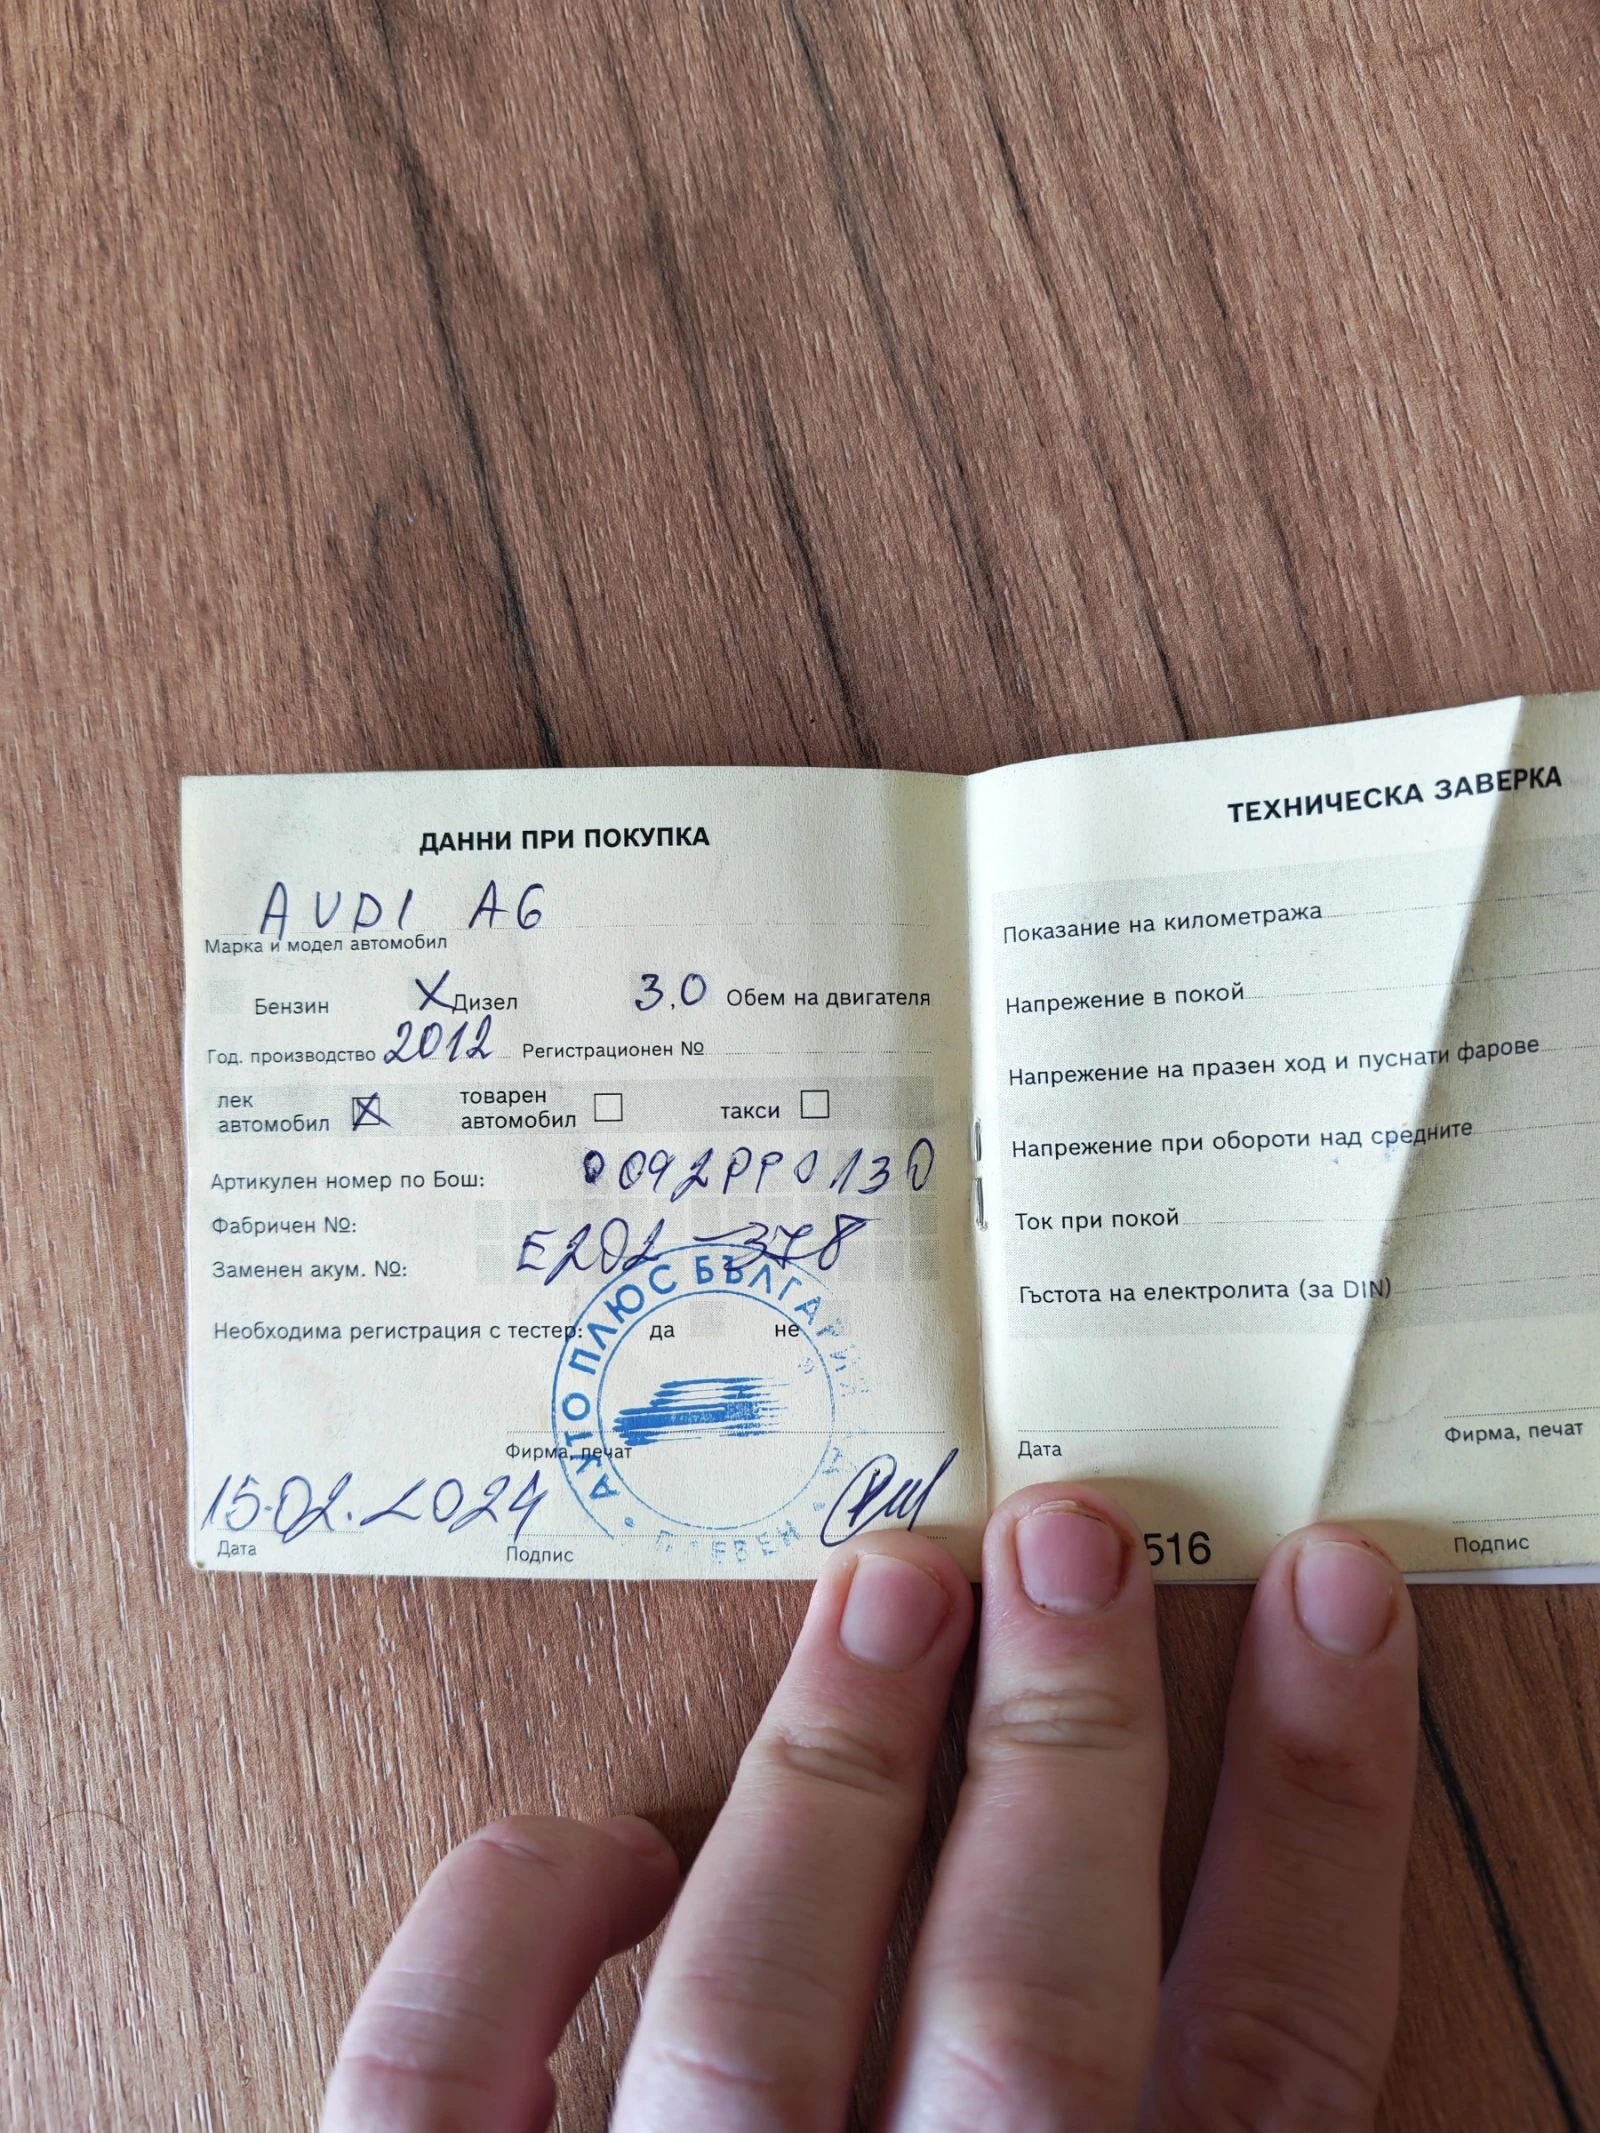 ДАННИ ПРИ ПОКУПКА
AUDI A6
Марка и модел автомобил
Бензин X Дизел 3,0 Обем на двигателя
Год. производство 2012 Регистрационен №
лек автомобил X товарен автомобил такси
Артикулен номер по Бош: 0092PP0130
Фабричен №:
E202 - 378
Заменен акум. №:
Необходима регистрация с тестер: да не
АУТО ПЛЮС БЪЛГАРИЯ
ПЛЕВЕН
Фирма, печат
15.02.2024
Дата Подпис
ТЕХНИЧЕСКА ЗАВЕРКА
Показание на километража
Напрежение в покой
Напрежение на празен ход и пуснати фарове
Напрежение при обороти над средните
Ток при покой
Гъстота на електролита (за DIN)
Дата
Фирма, печат
516
Подпис